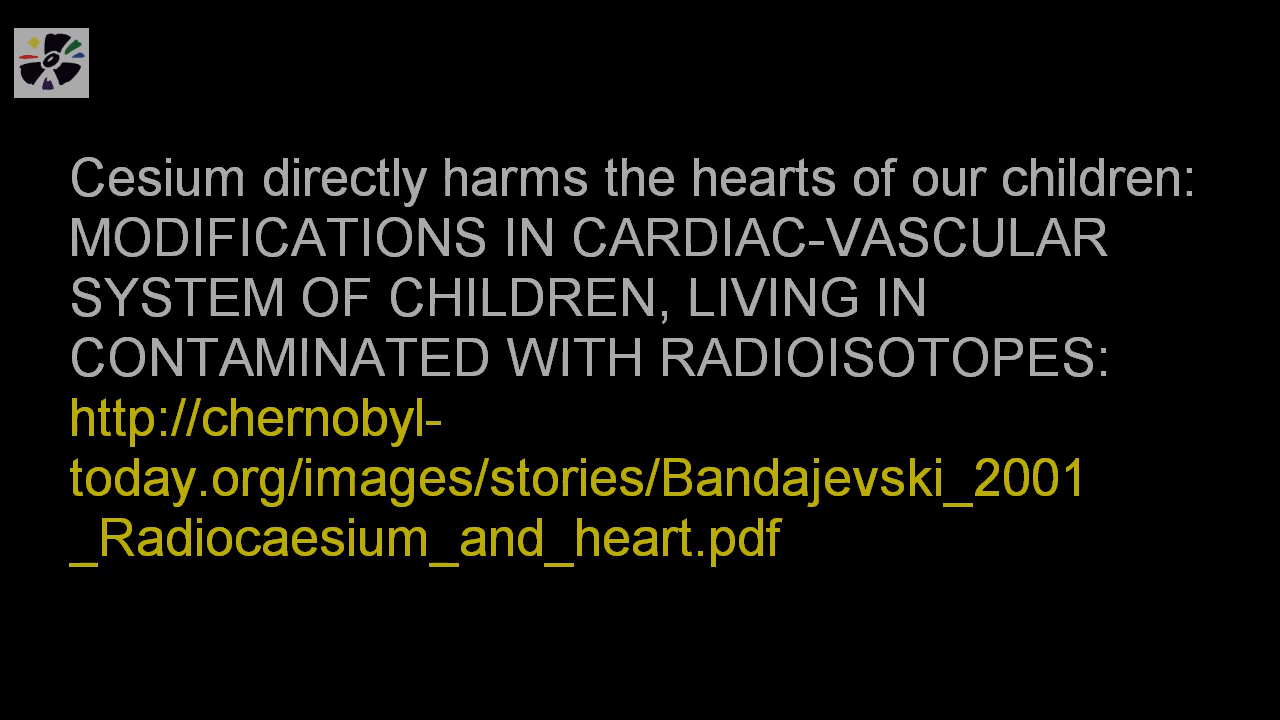 Cesium directly harms the hearts of our children:
MODIFICATIONS IN CARDIAC-VASCULAR
SYSTEM OF CHILDREN, LIVING IN
CONTAMINATED WITH RADIOISOTOPES:
http://chernobyl-
today.org/images/stories/Bandajevski_2001
_Radiocaesium_and_heart.pdf